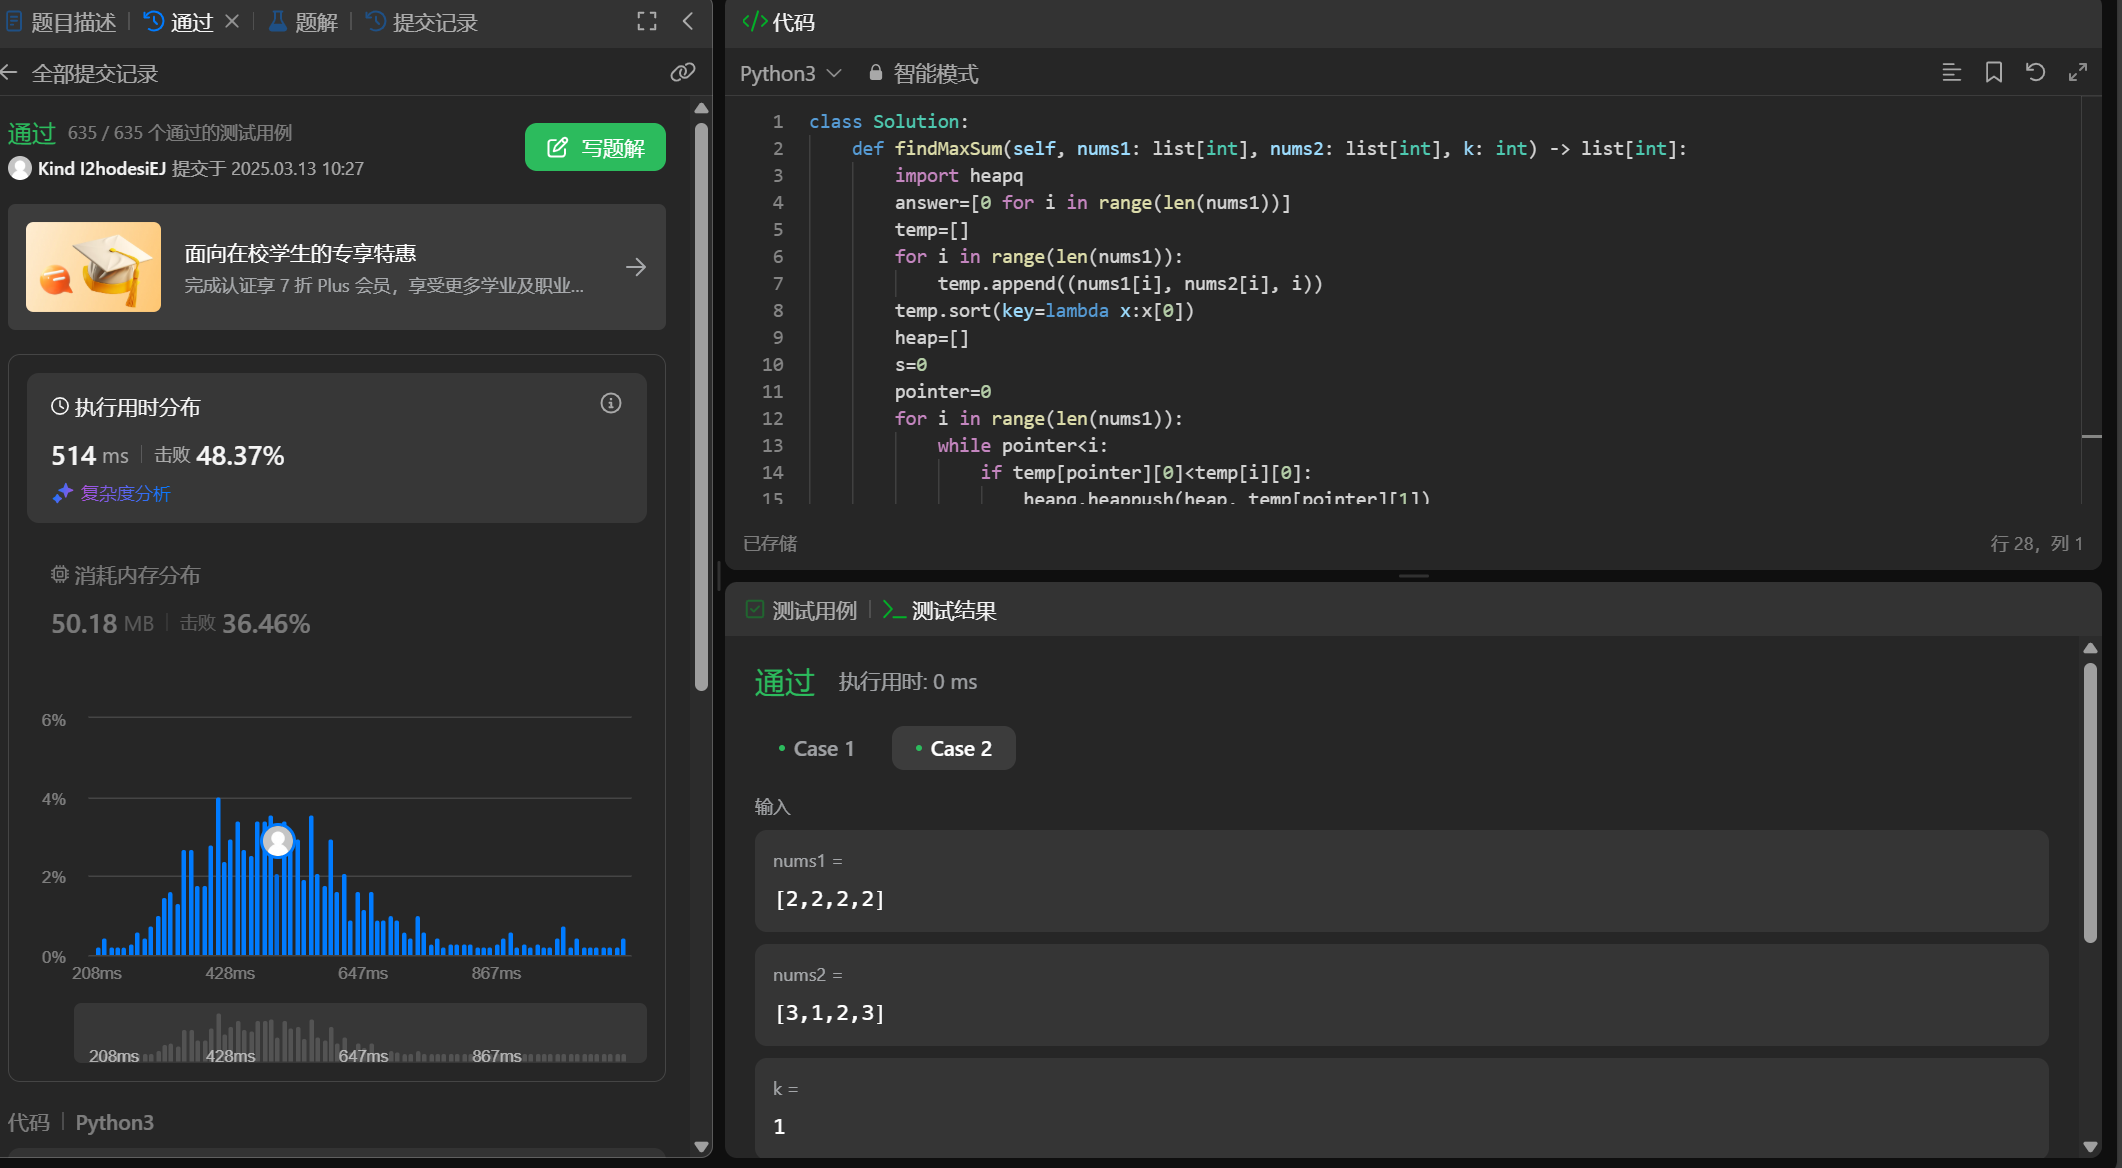 题目描述
通过
题解
提交记录
全部提交记录
通过 635 / 635 个通过的测试用例
Kind I2hodesiEJ 提交于 2025.03.13 10:27
写题解
面向在校学生的专享特惠
完成认证享 7 折 Plus 会员，享受更多学业及职业...
执行用时分布
514 ms
击败 48.37%
复杂度分析
消耗内存分布
50.18 MB
击败 36.46%
6%
4%
2%
0%
208ms 428ms 647ms 867ms
208ms 428ms 647ms 867ms
代码
Python3
代码
Python3
智能模式
1 class Solution:
2     def findMaxSum(self, nums1: list[int], nums2: list[int], k: int) -> list[int]:
3         import heapq
4         answer=[0 for i in range(len(nums1))]
5         temp=[]
6         for i in range(len(nums1)):
7             temp.append((nums1[i], nums2[i], i))
8         temp.sort(key=lambda x:x[0])
9         heap=[]
10         s=0
11         pointer=0
12         for i in range(len(nums1)):
13             while pointer<i:
14                 if temp[pointer][0]<temp[i][0]:
15                     heapq.heappush(heap, temp[pointer][1])
已存储
行 28，列 1
测试用例
测试结果
通过
执行用时: 0 ms
Case 1
Case 2
输入
nums1 =
[2,2,2,2]
nums2 =
[3,1,2,3]
k =
1